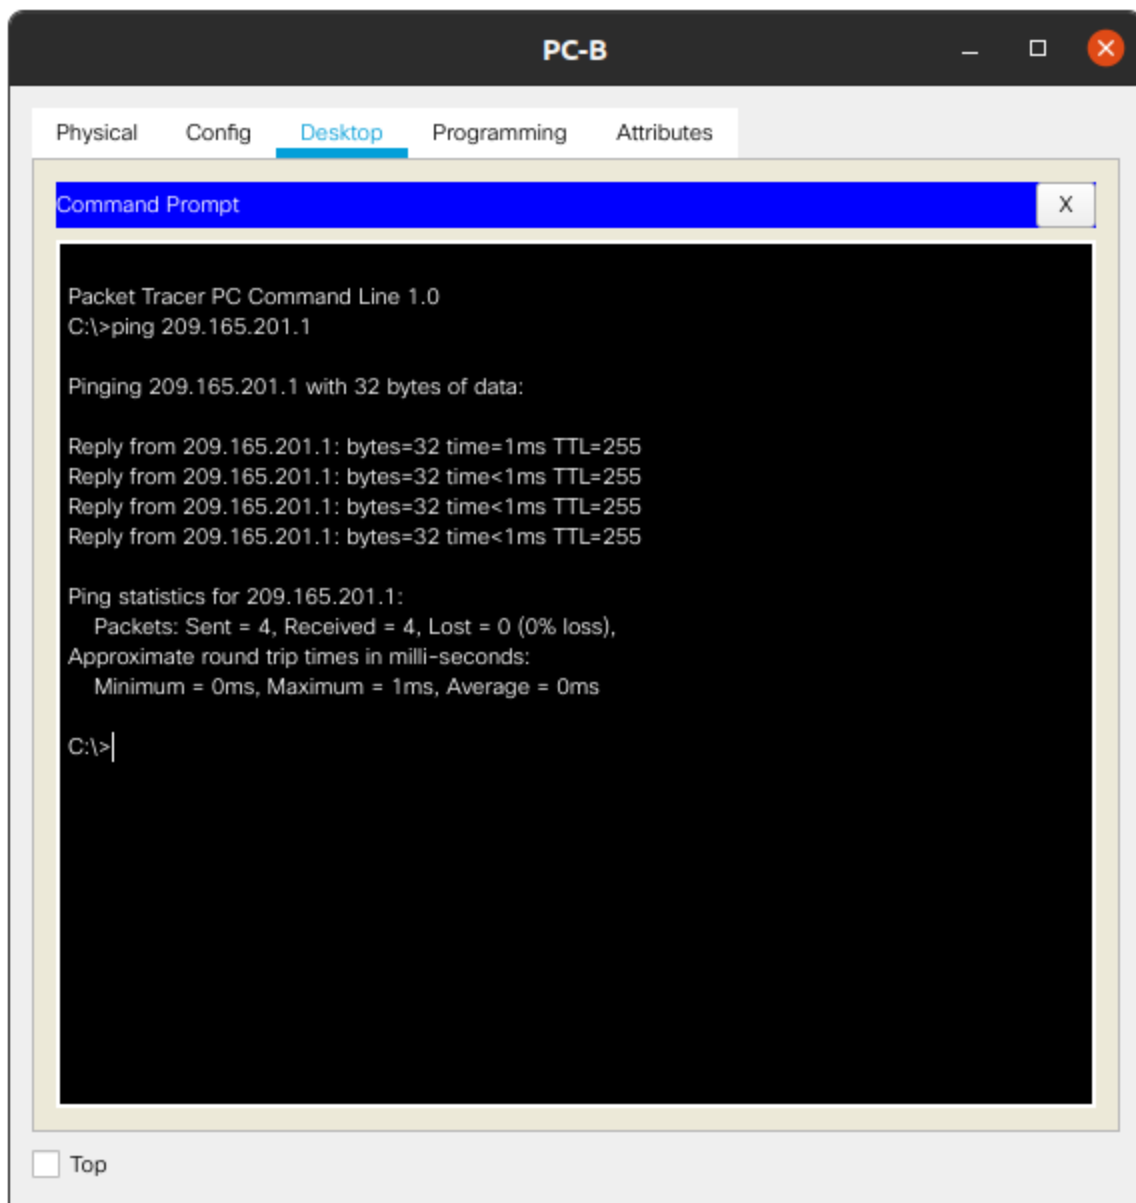 PC-B
Physical Config Desktop Programming Attributes
Command Prompt X
Packet Tracer PC Command Line 1.0
C:\>ping 209.165.201.1
Pinging 209.165.201.1 with 32 bytes of data:
Reply from 209.165.201.1: bytes=32 time=1ms TTL=255
Reply from 209.165.201.1: bytes=32 time<1ms TTL=255
Reply from 209.165.201.1: bytes=32 time<1ms TTL=255
Reply from 209.165.201.1: bytes=32 time<1ms TTL=255
Ping statistics for 209.165.201.1:
Packets: Sent = 4, Received = 4, Lost = 0 (0% loss),
Approximate round trip times in milli-seconds:
Minimum = 0ms, Maximum = 1ms, Average = 0ms
C:\>
Top